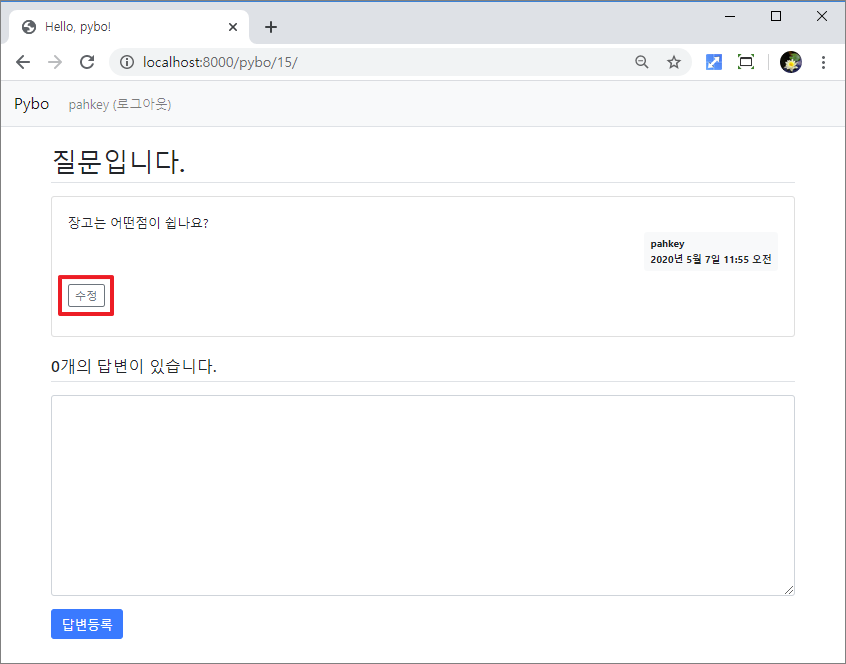 Hello, pybo!
localhost:8000/pybo/15/
Pybo pahkey (로그아웃)
질문입니다.
장고는 어떤점이 쉽나요?
pahkey
2020년 5월 7일 11:55 오전
수정
0개의 답변이 있습니다.
답변등록